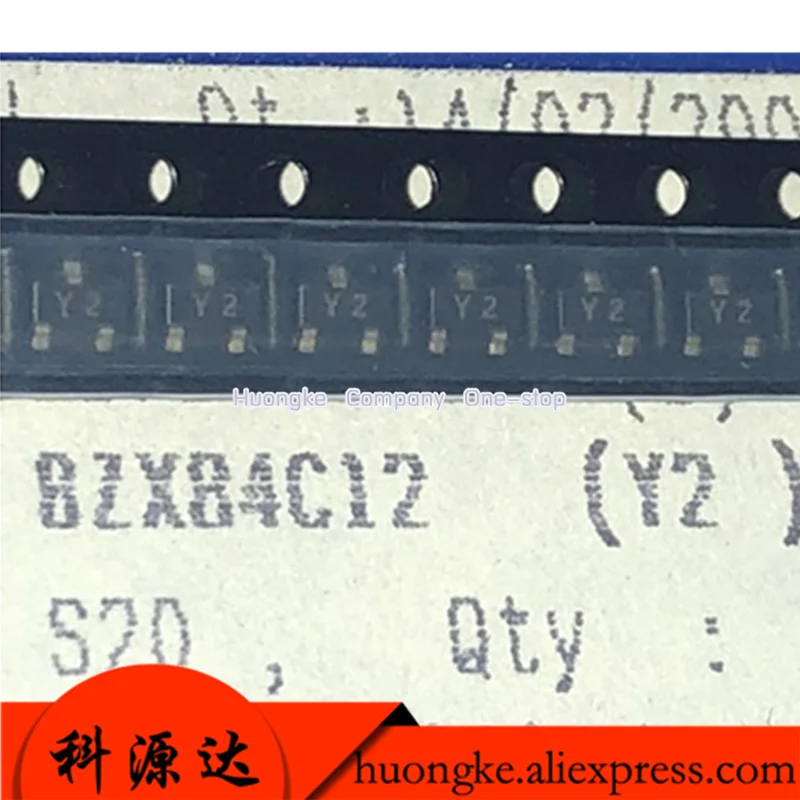 Y2 Y2 Y2 Y2 Y2 Y2
Huongke Company One-stop
BZX84C12 (Y2 )
S20 , Qty :
科源达
huongke.aliexpress.com